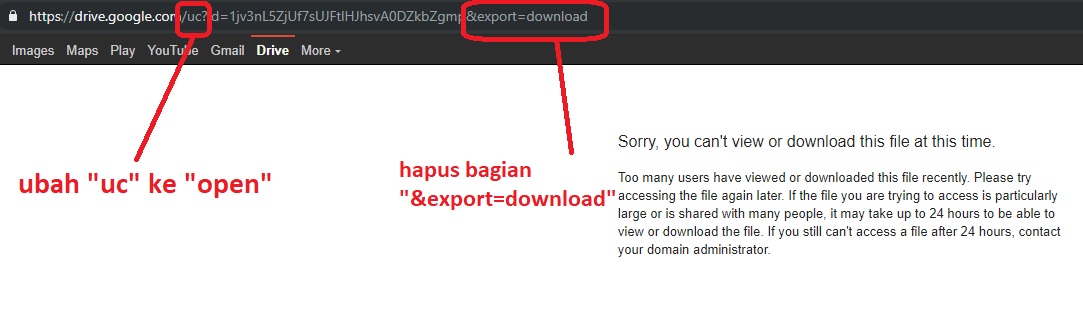 https://drive.google.com/uc?id=1jv3nL5ZjUf7sUJFtlHJhsvA0DZkbZgmp&export=download
Images Maps Play YouTube Gmail Drive More
ubah "uc" ke "open"
hapus bagian
"&export=download"
Sorry, you can't view or download this file at this time.
Too many users have viewed or downloaded this file recently. Please try
accessing the file again later. If the file you are trying to access is particularly
large or is shared with many people, it may take up to 24 hours to be able to
view or download the file. If you still can't access a file after 24 hours, contact
your domain administrator.